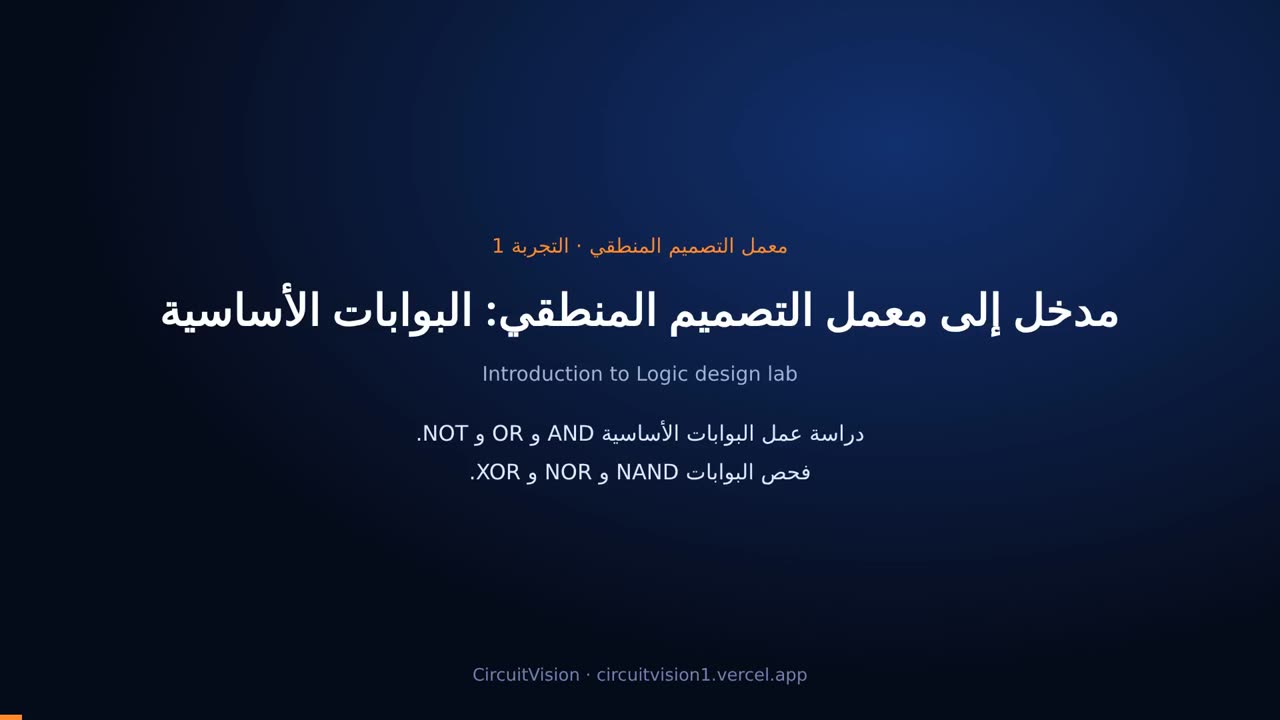 معمل التصميم المنطقي · التجربة 1
مدخل إلى معمل التصميم المنطقي: البوابات الأساسية
Introduction to Logic design lab
دراسة عمل البوابات الأساسية AND و OR و NOT.
فحص البوابات NAND و NOR و XOR.
CircuitVision · circuitvision1.vercel.app